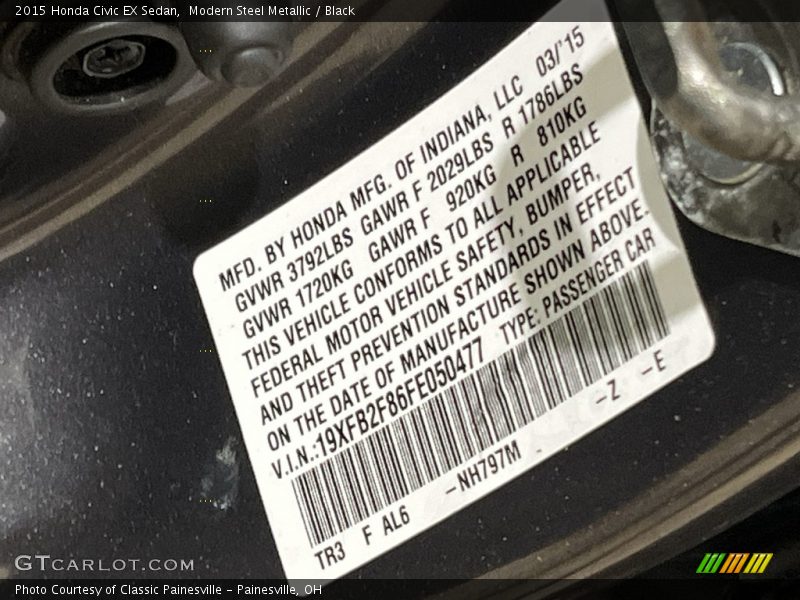 2015 Honda Civic EX Sedan,  Modern Steel Metallic / Black
MFD. BY HONDA MFG. OF INDIANA, LLC 03/'15
GVWR 3792LBS GAWR F 2029LBS R 1786LBS
GVWR 1720KG GAWR F 920KG R 810KG
THIS VEHICLE CONFORMS TO ALL APPLICABLE
FEDERAL MOTOR VEHICLE SAFETY, BUMPER,
AND THEFT PREVENTION STANDARDS IN EFFECT
ON THE DATE OF MANUFACTURE SHOWN ABOVE.
V.I.N.:19XFB2F86FE050477 TYPE: PASSENGER CAR
TR3 F AL6 -NH797M -Z -E
GTCARLOT.COM
Photo Courtesy of Classic Painesville - Painesville, OH